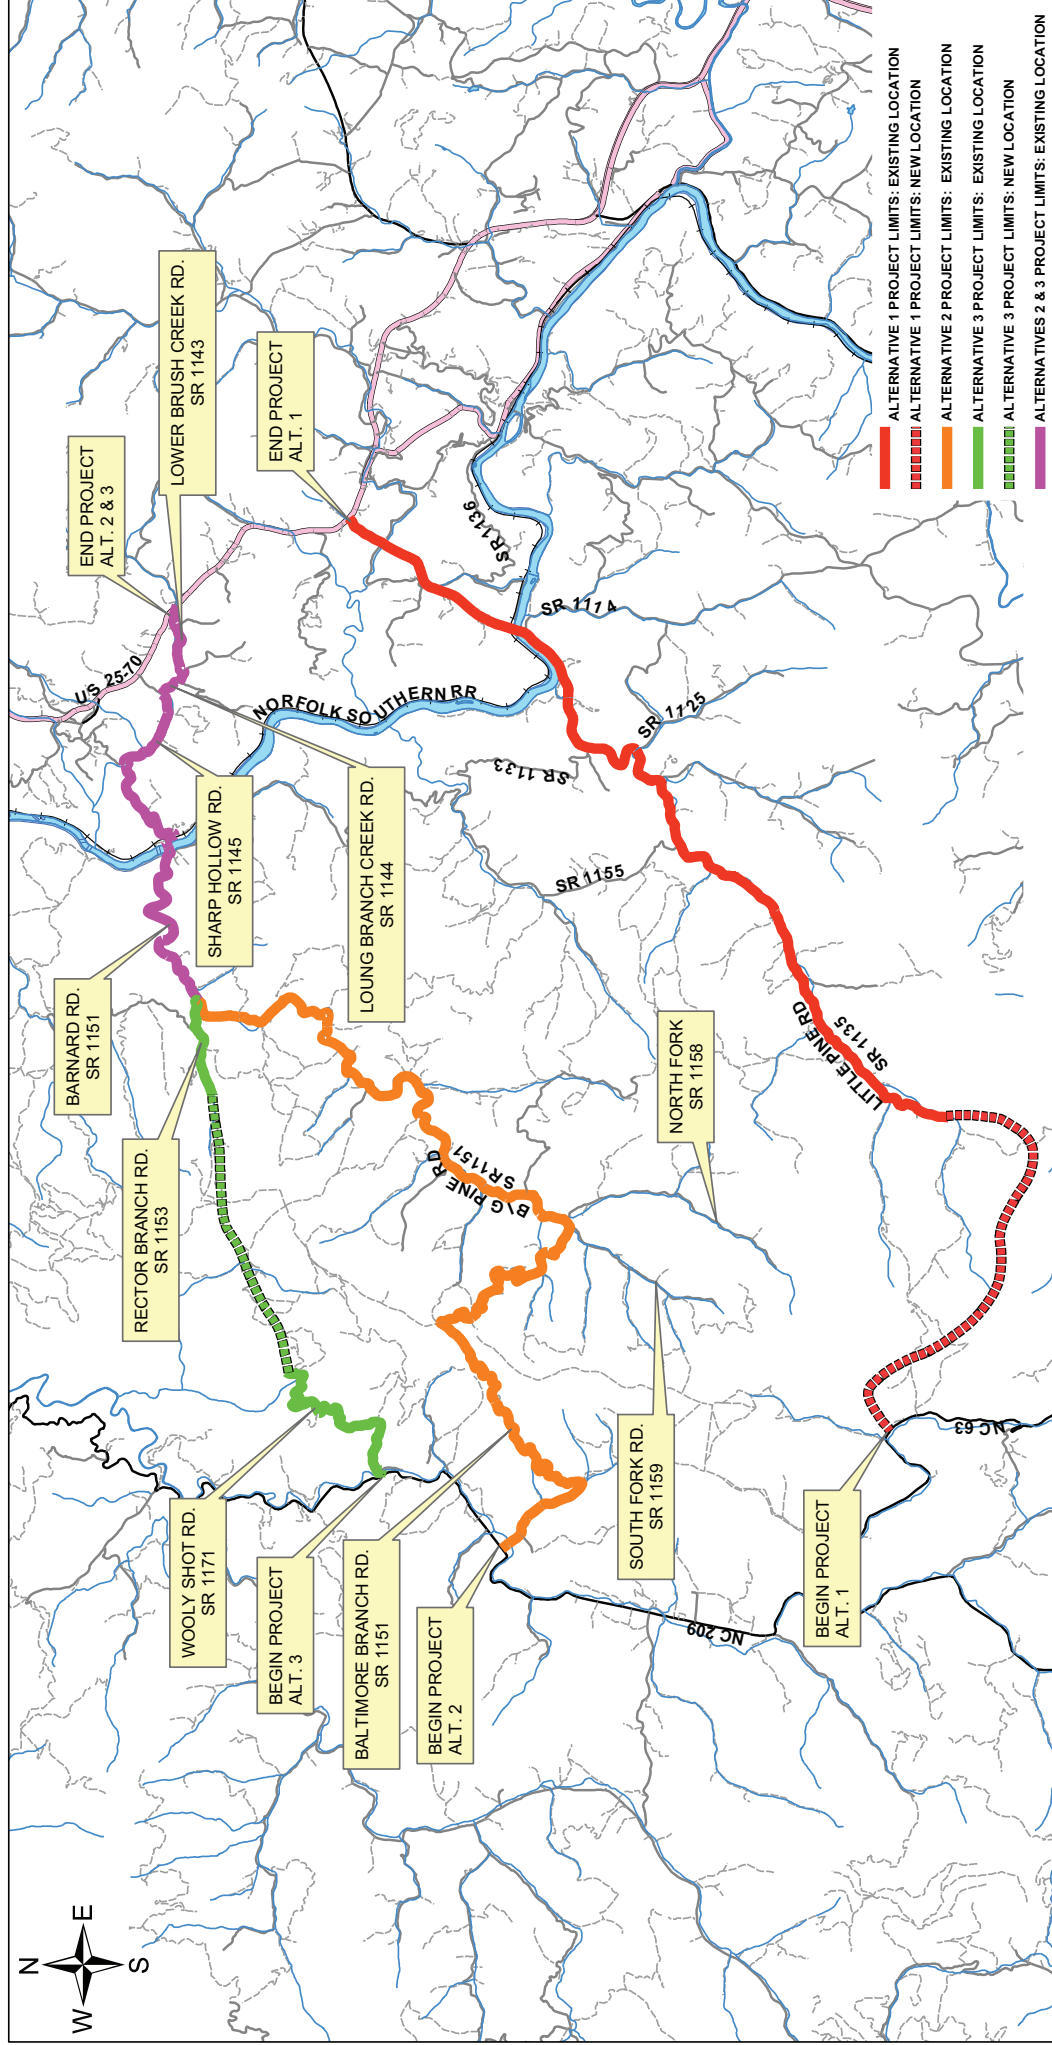 N
W
E
S
END PROJECT
ALT. 2 & 3
LOWER BRUSH CREEK RD.
SR 1143
END PROJECT
ALT. 1
US 25-70
NORFOLK SOUTHERN RR
SR 1136
SR 1114
SR 1125
SR 1133
SR 1155
SHARP HOLLOW RD.
SR 1145
LOUNG BRANCH CREEK RD.
SR 1144
BARNARD RD.
SR 1151
RECTOR BRANCH RD.
SR 1153
NORTH FORK
SR 1158
LITTLE PINE RD
SR 1135
BIG PINE RD
SR1151
WOOLY SHOT RD.
SR 1171
BEGIN PROJECT
ALT. 3
BALTIMORE BRANCH RD.
SR 1151
BEGIN PROJECT
ALT. 2
SOUTH FORK RD.
SR 1159
BEGIN PROJECT
ALT. 1
NC 209
NC 63
ALTERNATIVE 1 PROJECT LIMITS: EXISTING LOCATION
ALTERNATIVE 1 PROJECT LIMITS: NEW LOCATION
ALTERNATIVE 2 PROJECT LIMITS: EXISTING LOCATION
ALTERNATIVE 3 PROJECT LIMITS: EXISTING LOCATION
ALTERNATIVE 3 PROJECT LIMITS: NEW LOCATION
ALTERNATIVES 2 & 3 PROJECT LIMITS: EXISTING LOCATION